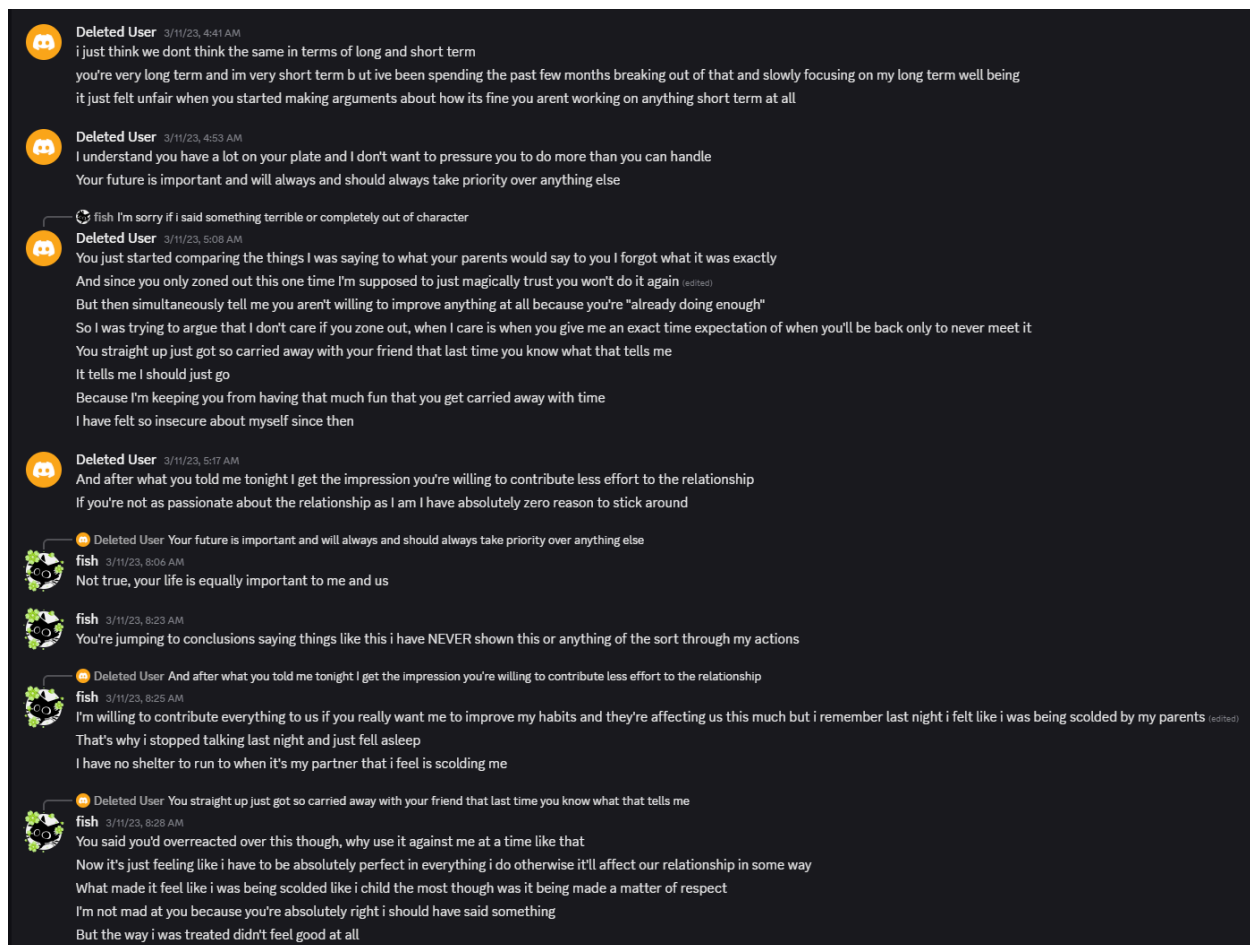 Deleted User 3/11/23, 4:41 AM
i just think we dont think the same in terms of long and short term
you're very long term and im very short term b ut ive been spending the past few months breaking out of that and slowly focusing on my long term well being
it just felt unfair when you started making arguments about how its fine you arent working on anything short term at all
Deleted User 3/11/23, 4:53 AM
I understand you have a lot on your plate and I don't want to pressure you to do more than you can handle
Your future is important and will always and should always take priority over anything else
fish I'm sorry if i said something terrible or completely out of character
Deleted User 3/11/23, 5:08 AM
You just started comparing the things I was saying to what your parents would say to you I forgot what it was exactly
And since you only zoned out this one time I'm supposed to just magically trust you won't do it again (edited)
But then simultaneously tell me you aren't willing to improve anything at all because you're "already doing enough"
So I was trying to argue that I don't care if you zone out, when I care is when you give me an exact time expectation of when you'll be back only to never meet it
You straight up just got so carried away with your friend that last time you know what that tells me
It tells me I should just go
Because I'm keeping you from having that much fun that you get carried away with time
I have felt so insecure about myself since then
Deleted User 3/11/23, 5:17 AM
And after what you told me tonight I get the impression you're willing to contribute less effort to the relationship
If you're not as passionate about the relationship as I am I have absolutely zero reason to stick around
Deleted User Your future is important and will always and should always take priority over anything else
fish 3/11/23, 8:06 AM
Not true, your life is equally important to me and us
fish 3/11/23, 8:23 AM
You're jumping to conclusions saying things like this i have NEVER shown this or anything of the sort through my actions
Deleted User And after what you told me tonight I get the impression you're willing to contribute less effort to the relationship
fish 3/11/23, 8:25 AM
I'm willing to contribute everything to us if you really want me to improve my habits and they're affecting us this much but i remember last night i felt like i was being scolded by my parents (edited)
That's why i stopped talking last night and just fell asleep
I have no shelter to run to when it's my partner that i feel is scolding me
Deleted User You straight up just got so carried away with your friend that last time you know what that tells me
fish 3/11/23, 8:28 AM
You said you'd overreacted over this though, why use it against me at a time like that
Now it's just feeling like i have to be absolutely perfect in everything i do otherwise it'll affect our relationship in some way
What made it feel like i was being scolded like i child the most though was it being made a matter of respect
I'm not mad at you because you're absolutely right i should have said something
But the way i was treated didn't feel good at all